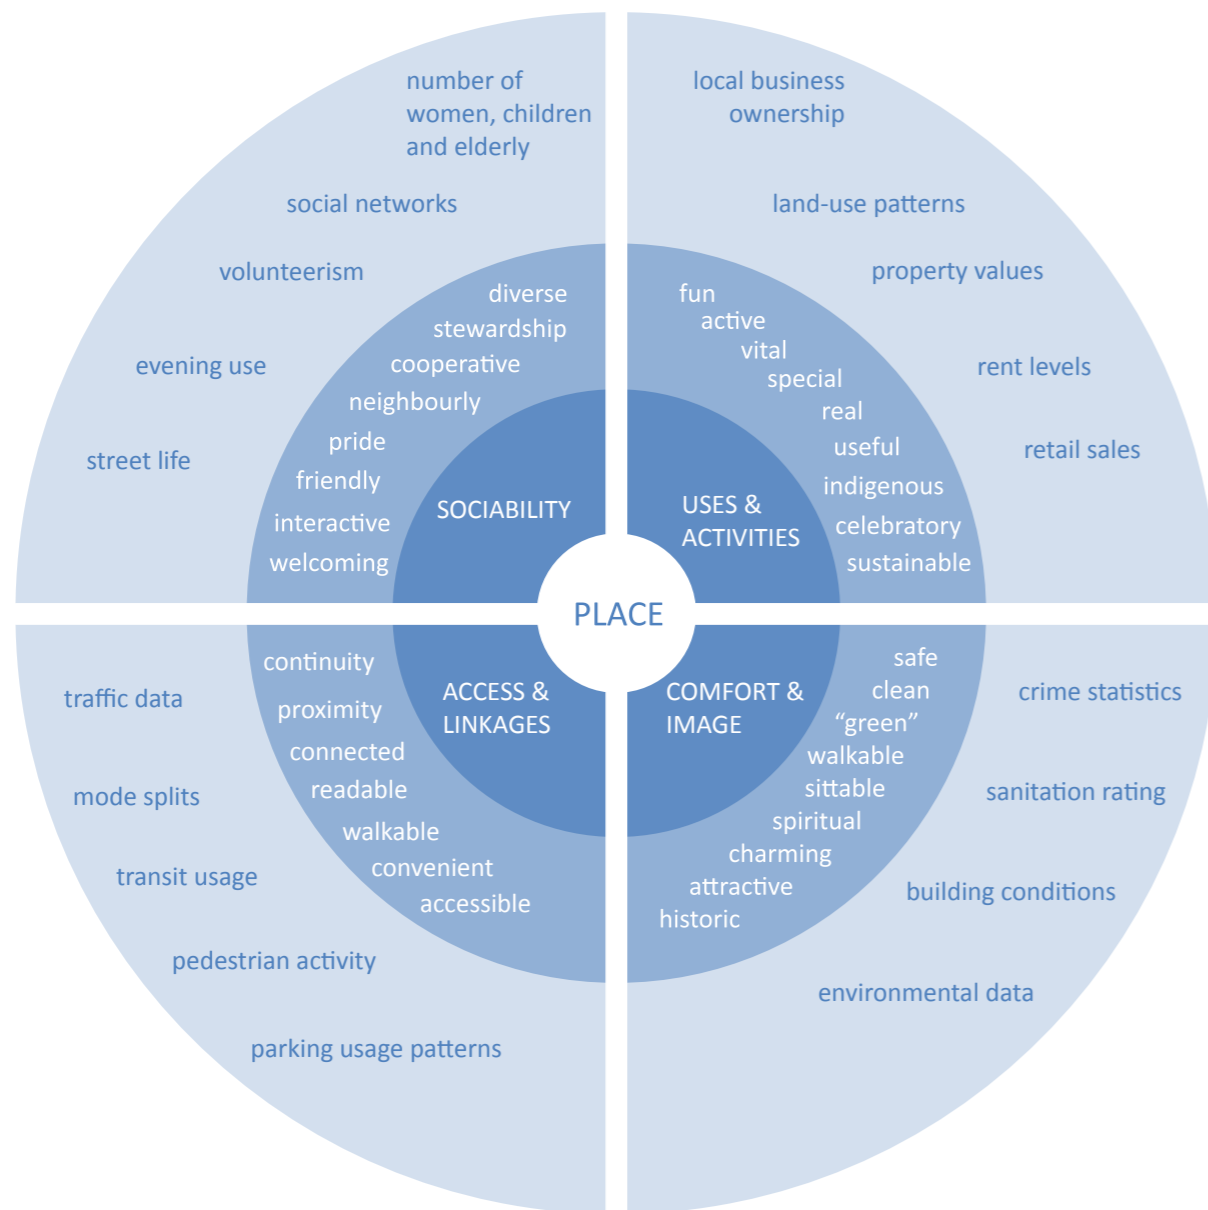 number of
women, children
and elderly
social networks
volunteerism
evening use
street life
diverse
stewardship
cooperative
neighbourly
pride
friendly
interactive
welcoming
SOCIABILITY
local business
ownership
land-use patterns
property values
rent levels
retail sales
fun
active
vital
special
real
useful
indigenous
celebratory
sustainable
USES &
ACTIVITIES
PLACE
ACCESS &
LINKAGES
continuity
proximity
connected
readable
walkable
convenient
accessible
traffic data
mode splits
transit usage
pedestrian activity
parking usage patterns
COMFORT &
IMAGE
safe
clean
“green”
walkable
sittable
spiritual
charming
attractive
historic
crime statistics
sanitation rating
building conditions
environmental data